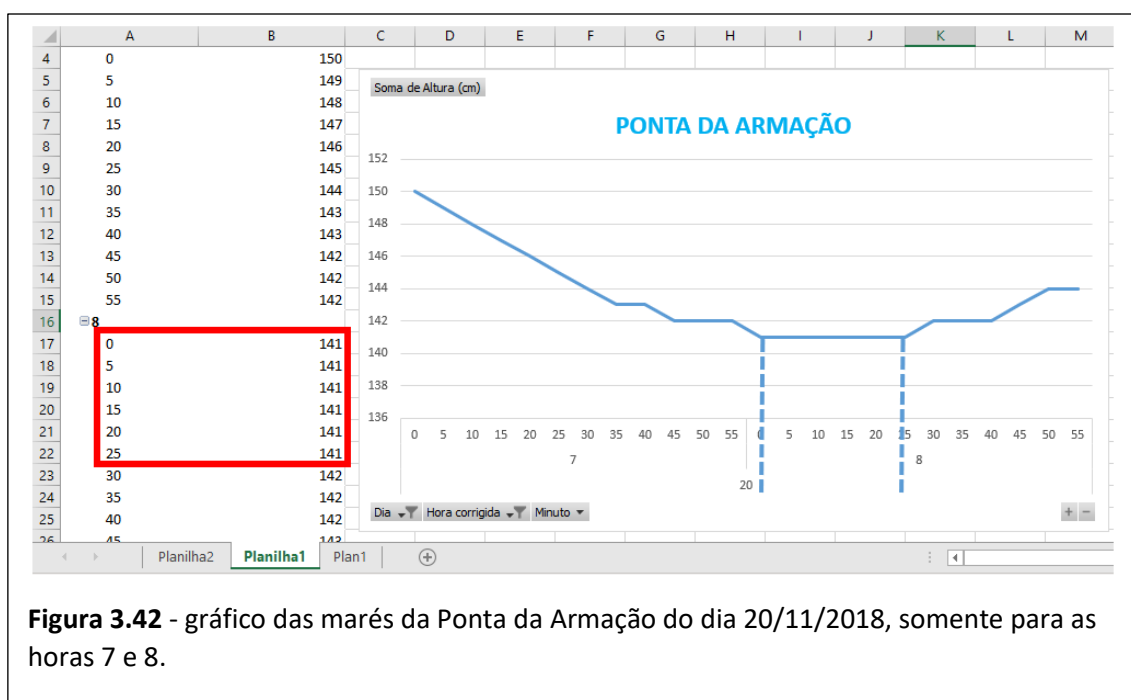 A B C D E F G H I J K L M
4 0 150
5 5 149
6 10 148
7 15 147
8 20 146
9 25 145
10 30 144
11 35 143
12 40 143
13 45 142
14 50 142
15 55 142
16 8
17 0 141
18 5 141
19 10 141
20 15 141
21 20 141
22 25 141
23 30 142
24 35 142
25 40 142
26 45
Soma de Altura (cm)
PONTA DA ARMAÇÃO
152
150
148
146
144
142
140
138
136
0 5 10 15 20 25 30 35 40 45 50 55 0 5 10 15 20 25 30 35 40 45 50 55
7 8
20
Dia Hora corrigida Minuto + -
Planilha2 Planilha1 Plan1
Figura 3.42 - gráfico das marés da Ponta da Armação do dia 20/11/2018, somente para as
horas 7 e 8.